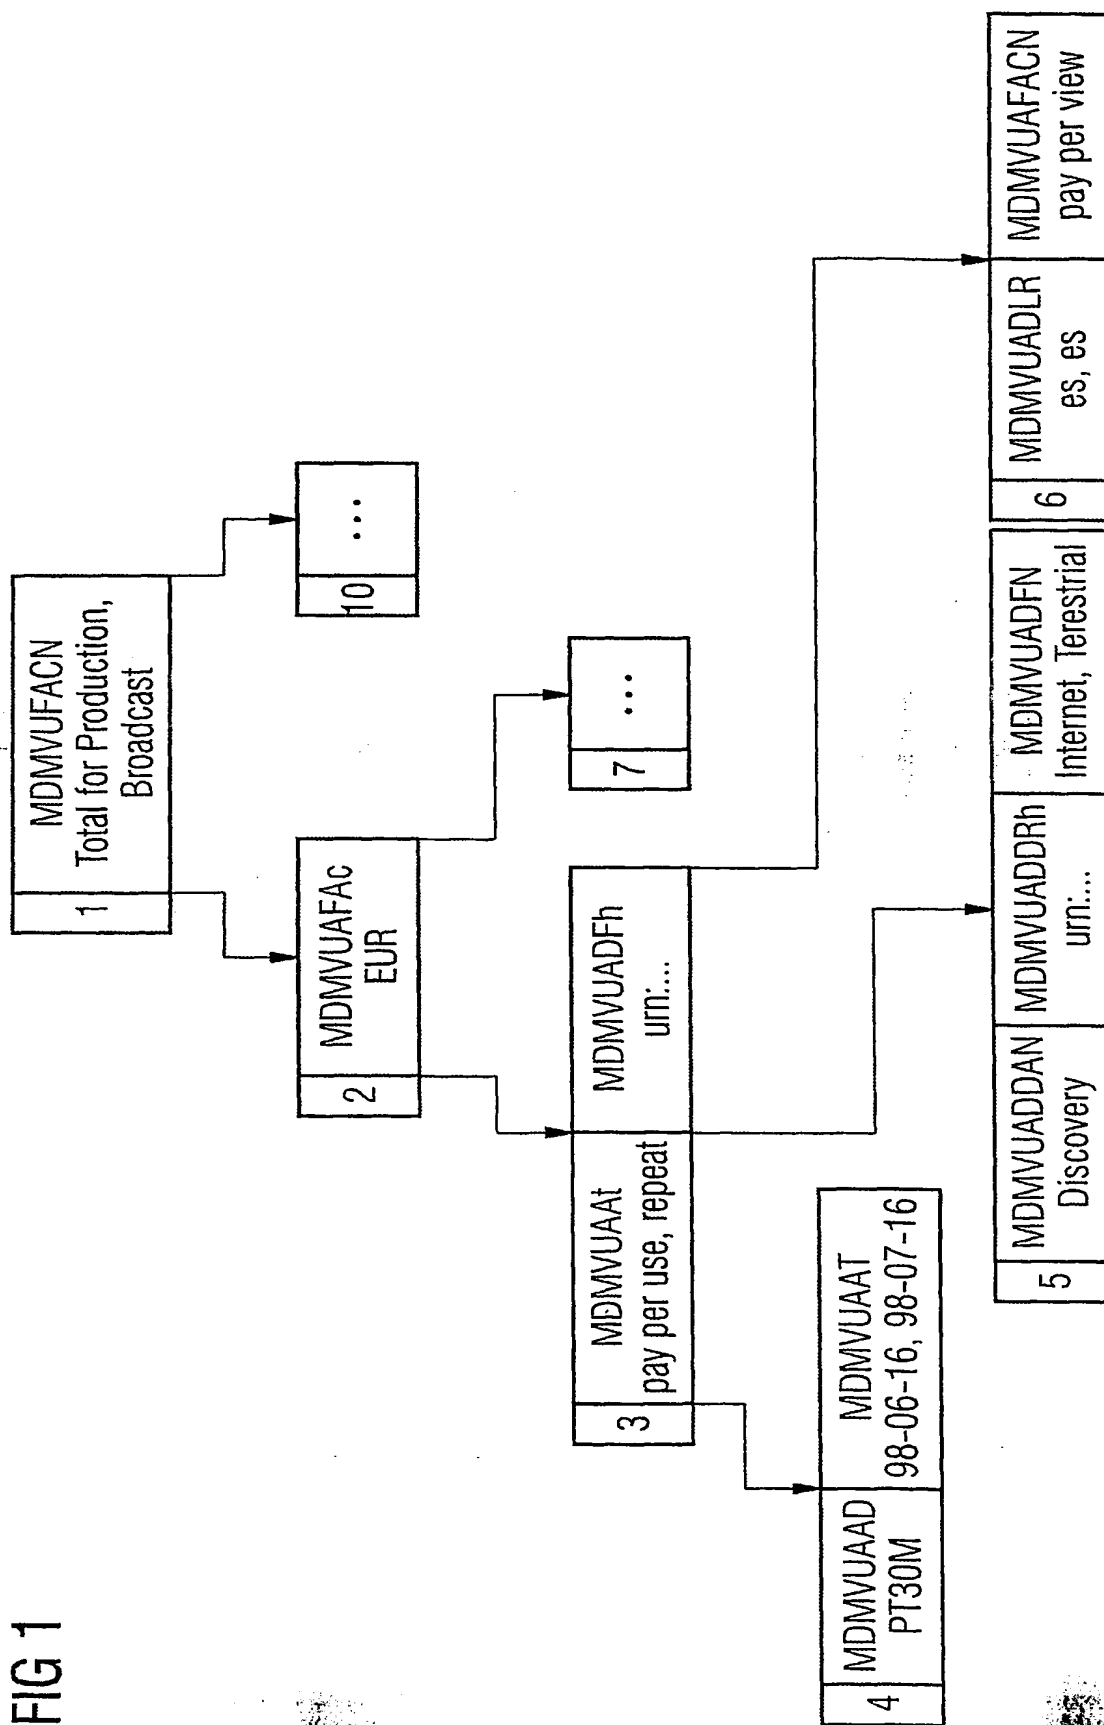 FIG 1
1
MDMVUFACN
Total for Production,
Broadcast
2
MDMVUAFAc
EUR
10
...
3
MDMVUAAt
pay per use, repeat
MDMVUADFh
urn:...
7
...
4
MDMVUAAD
PT30M
MDMVUAAT
98-06-16, 98-07-16
5
MDMVUADDAN
Discovery
MDMVUADDRh
urn:...
MDMVUADFN
Internet, Terestrial
6
MDMVUADLR
es, es
MDMVUAFACN
pay per view